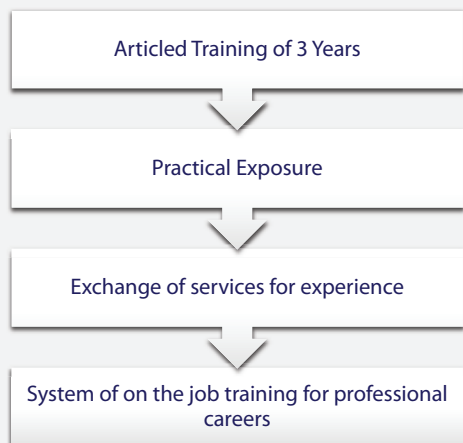 Articled Training of 3 Years
Practical Exposure
Exchange of services for experience
System of on the job training for professional
careers